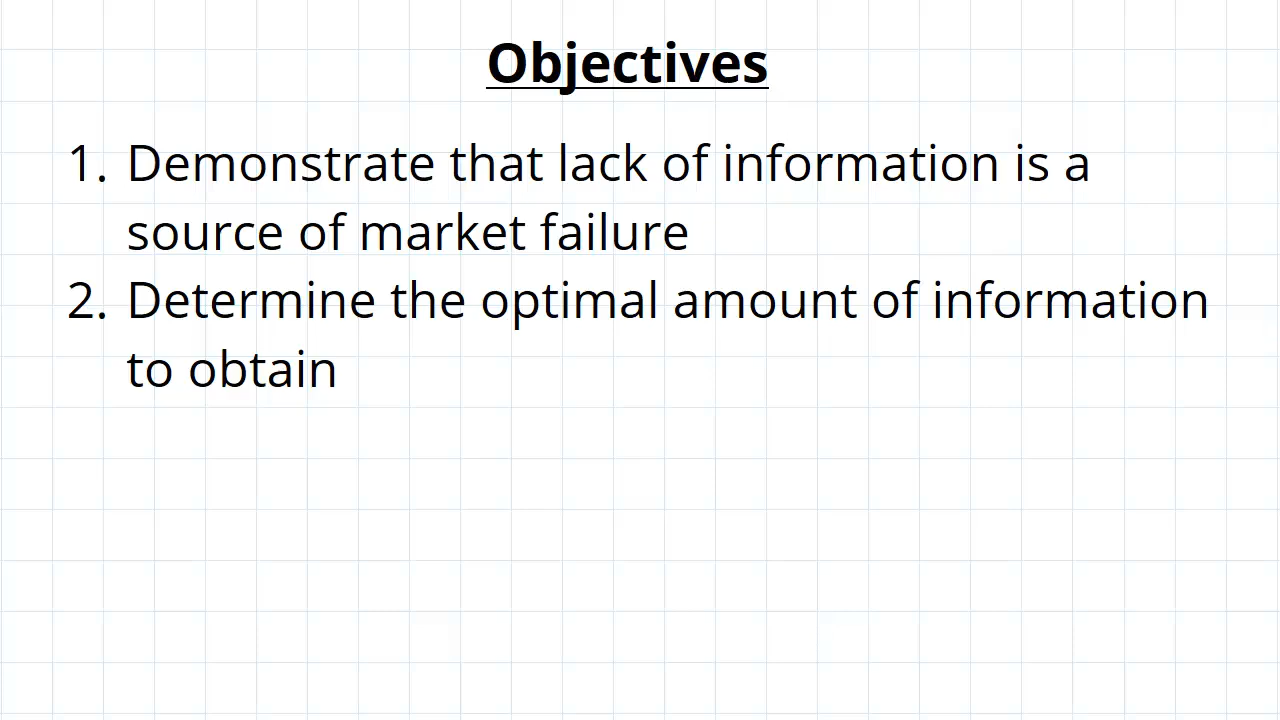 Objectives
1. Demonstrate that lack of information is a
source of market failure
2. Determine the optimal amount of information
to obtain